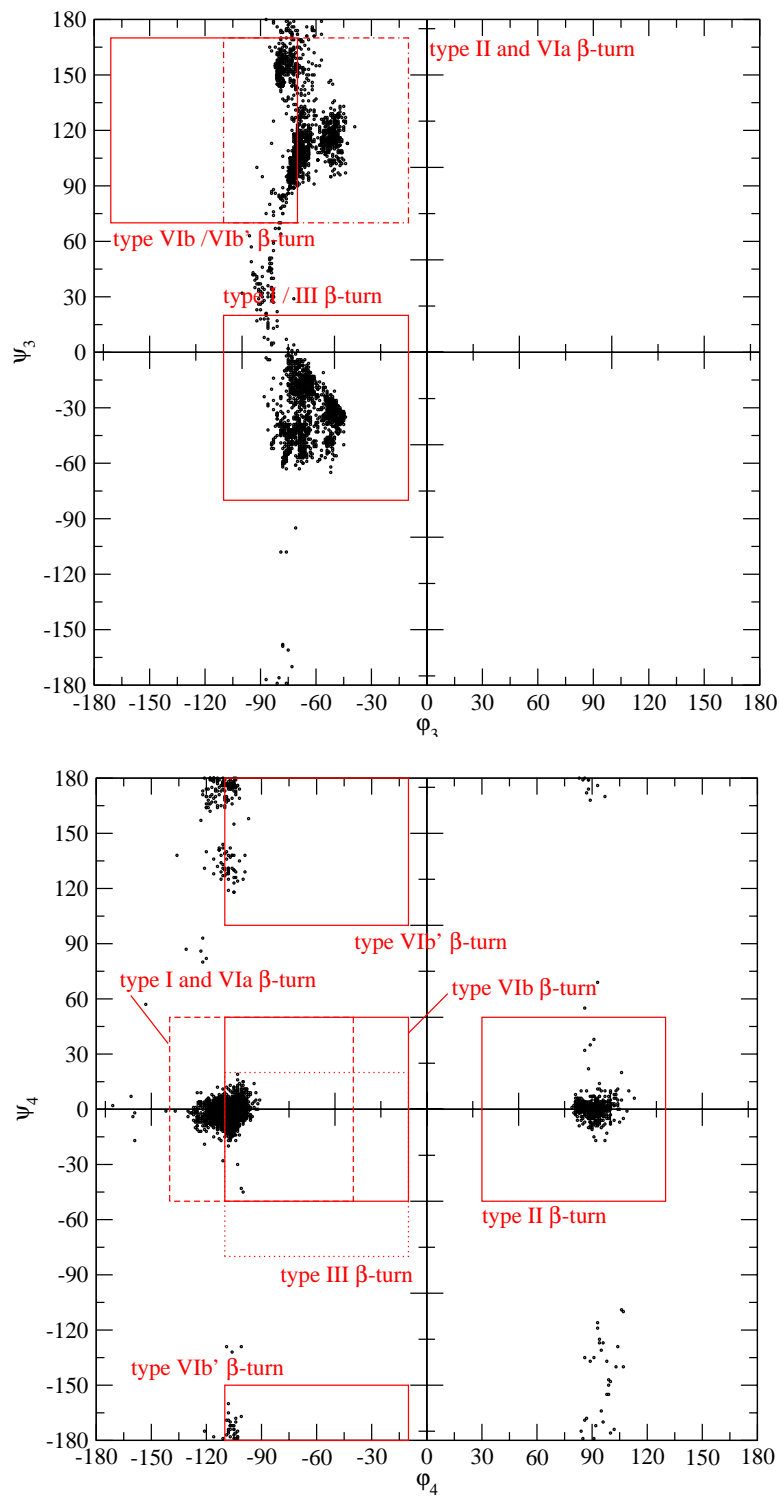 180
type II and VIa β-turn
150
120
90
60
type VIb /VIb' β-turn
30
type I / III β-turn
ψ3
0
-30
-60
-90
-120
-150
-180
-180 -150 -120 -90 -60 -30 0 30 60 90 120 150 180
φ3
180
150
120
type VIb' β-turn
90
type I and VIa β-turn
type VIb β-turn
60
30
ψ4
0
-30
-60
type II β-turn
-90
type III β-turn
-120
type VIb' β-turn
-150
-180
-180 -150 -120 -90 -60 -30 0 30 60 90 120 150 180
φ4